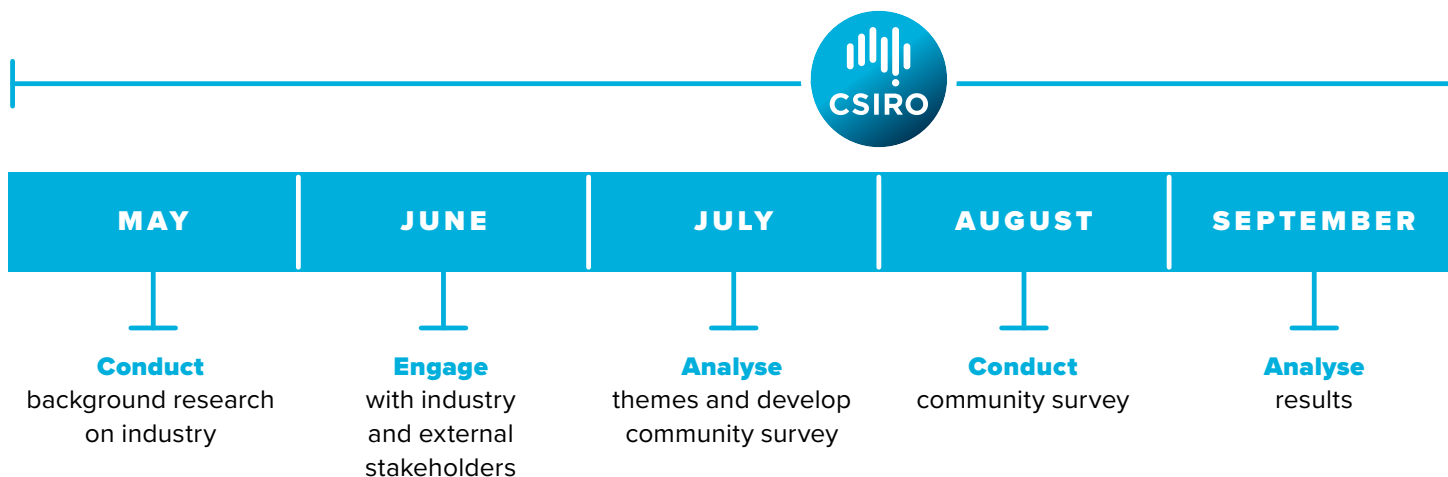 CSIRO
MAY
JUNE
JULY
AUGUST
SEPTEMBER
Conduct
background research
on industry
Engage
with industry
and external
stakeholders
Analyse
themes and develop
community survey
Conduct
community survey
Analyse
results